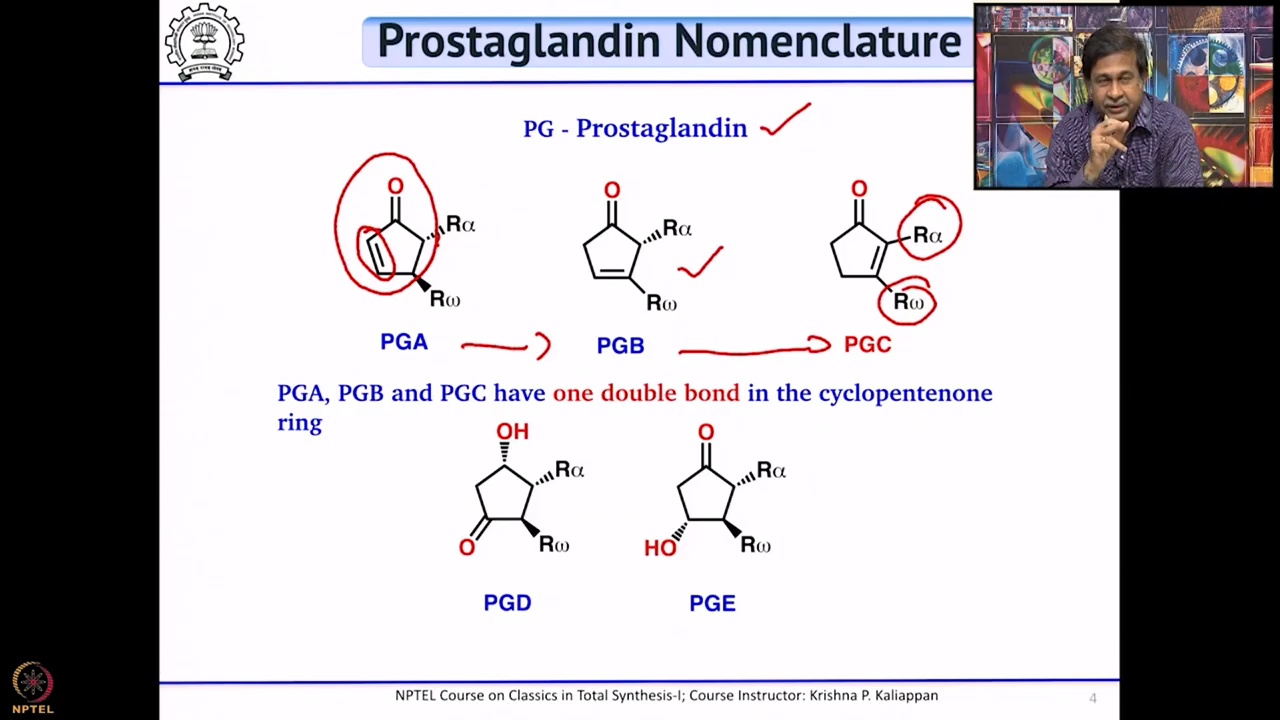 Prostaglandin Nomenclature
PG - Prostaglandin
O
Rα
Rω
PGA
O
Rα
Rω
PGB
O
Rα
Rω
PGC
PGA, PGB and PGC have one double bond in the cyclopentenone
ring
OH
Rα
O
Rω
PGD
O
Rα
HO
Rω
PGE
NPTEL
NPTEL Course on Classics in Total Synthesis-I; Course Instructor: Krishna P. Kaliappan
4